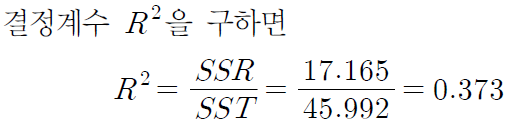 결정계수 R²을 구하면
R² = SSR/SST = 17.165/45.992 = 0.373